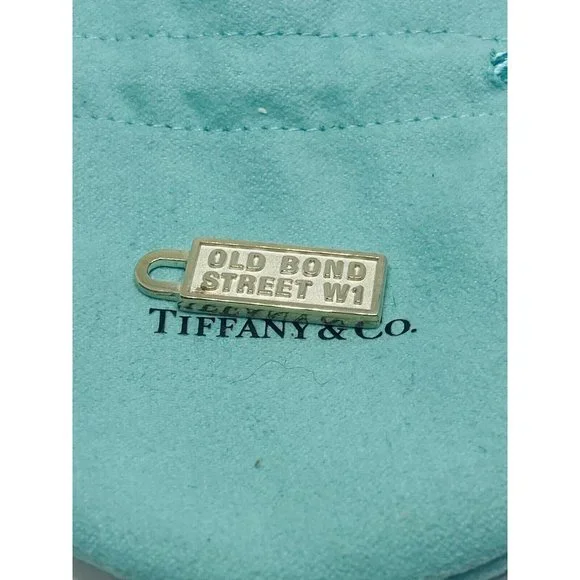 OLD BOND
STREET W1
TIFFANY & CO.